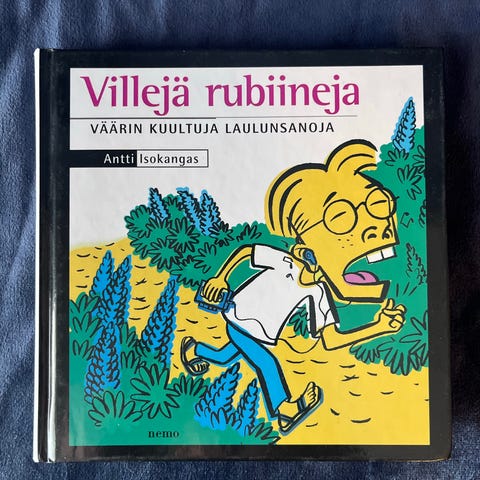 Villejä rubiineja
VÄÄRIN KUULTUJA LAULUNSANOJA
Antti Isokangas
nemo